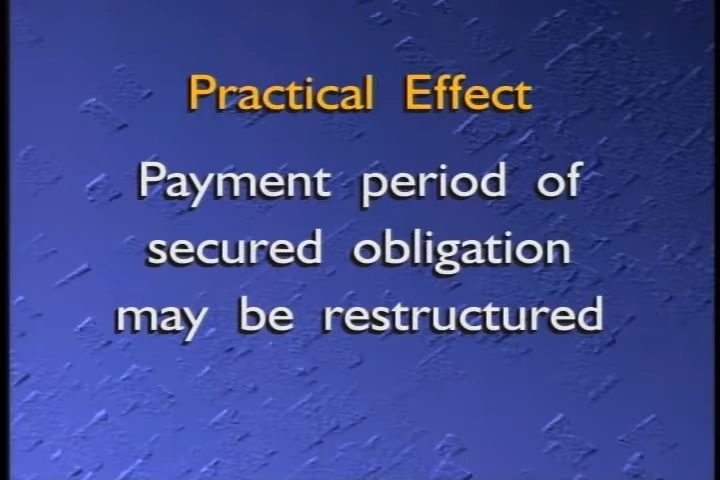 Practical Effect
Payment period of
secured obligation
may be restructured